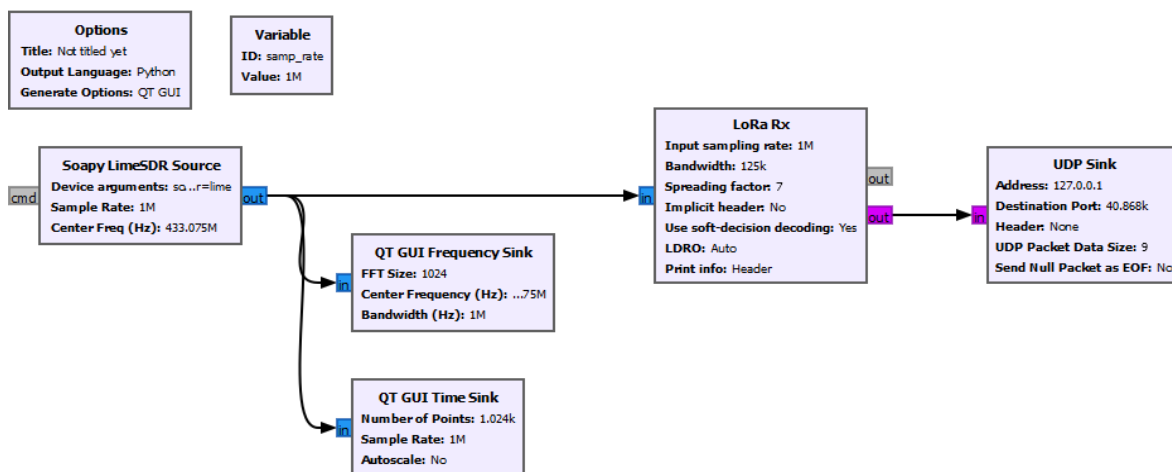 Options
Title: Not titled yet
Output Language: Python
Generate Options: QT GUI
Variable
ID: samp_rate
Value: 1M
Soapy LimeSDR Source
Device arguments: so...r=lime
Sample Rate: 1M
Center Freq (Hz): 433.075M
cmd
out
QT GUI Frequency Sink
FFT Size: 1024
Center Frequency (Hz): ...75M
Bandwidth (Hz): 1M
in
QT GUI Time Sink
Number of Points: 1.024k
Sample Rate: 1M
Autoscale: No
in
LoRa Rx
Input sampling rate: 1M
Bandwidth: 125k
Spreading factor: 7
Implicit header: No
Use soft-decision decoding: Yes
LDRO: Auto
Print info: Header
in
out
out
UDP Sink
Address: 127.0.0.1
Destination Port: 40.868k
Header: None
UDP Packet Data Size: 9
Send Null Packet as EOF: No
in